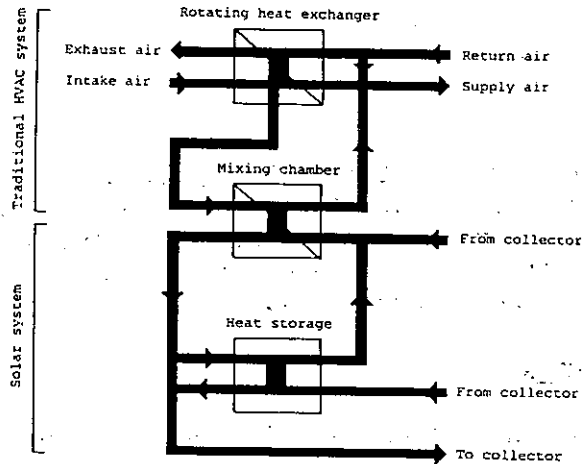 Rotating heat exchanger
Traditional HVAC system
Exhaust air
Return air
Intake air
Supply air
Mixing chamber
From collector
Solar system
Heat storage
From collector
To collector